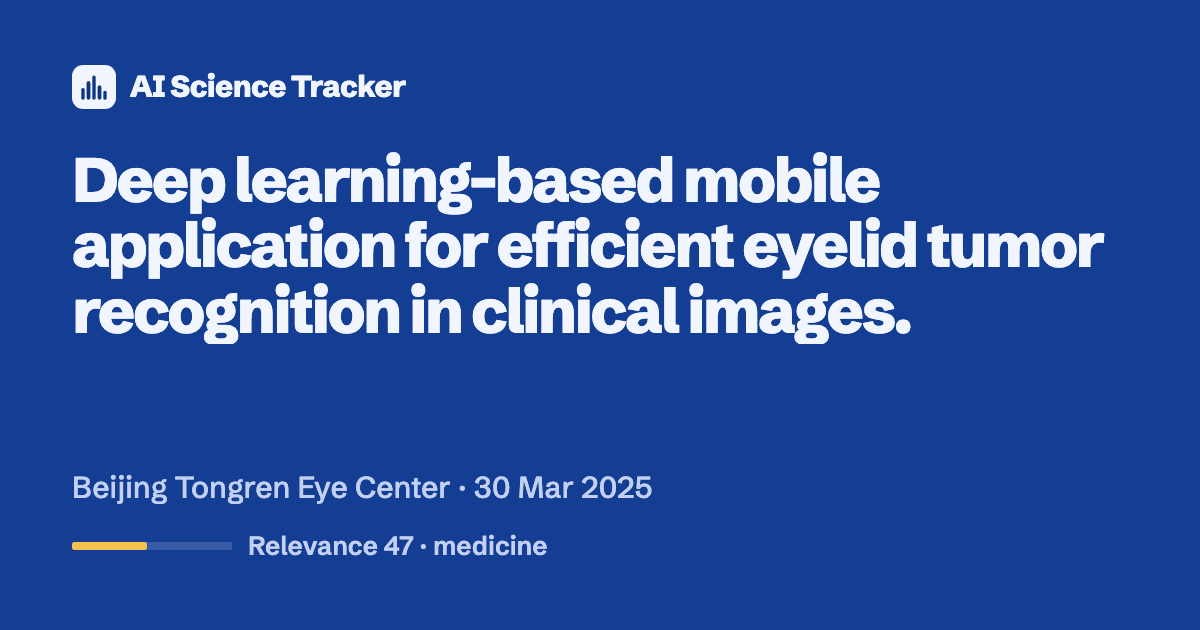 AI Science Tracker
Deep learning-based mobile
application for efficient eyelid tumor
recognition in clinical images.
Beijing Tongren Eye Center · 30 Mar 2025
Relevance 47 · medicine